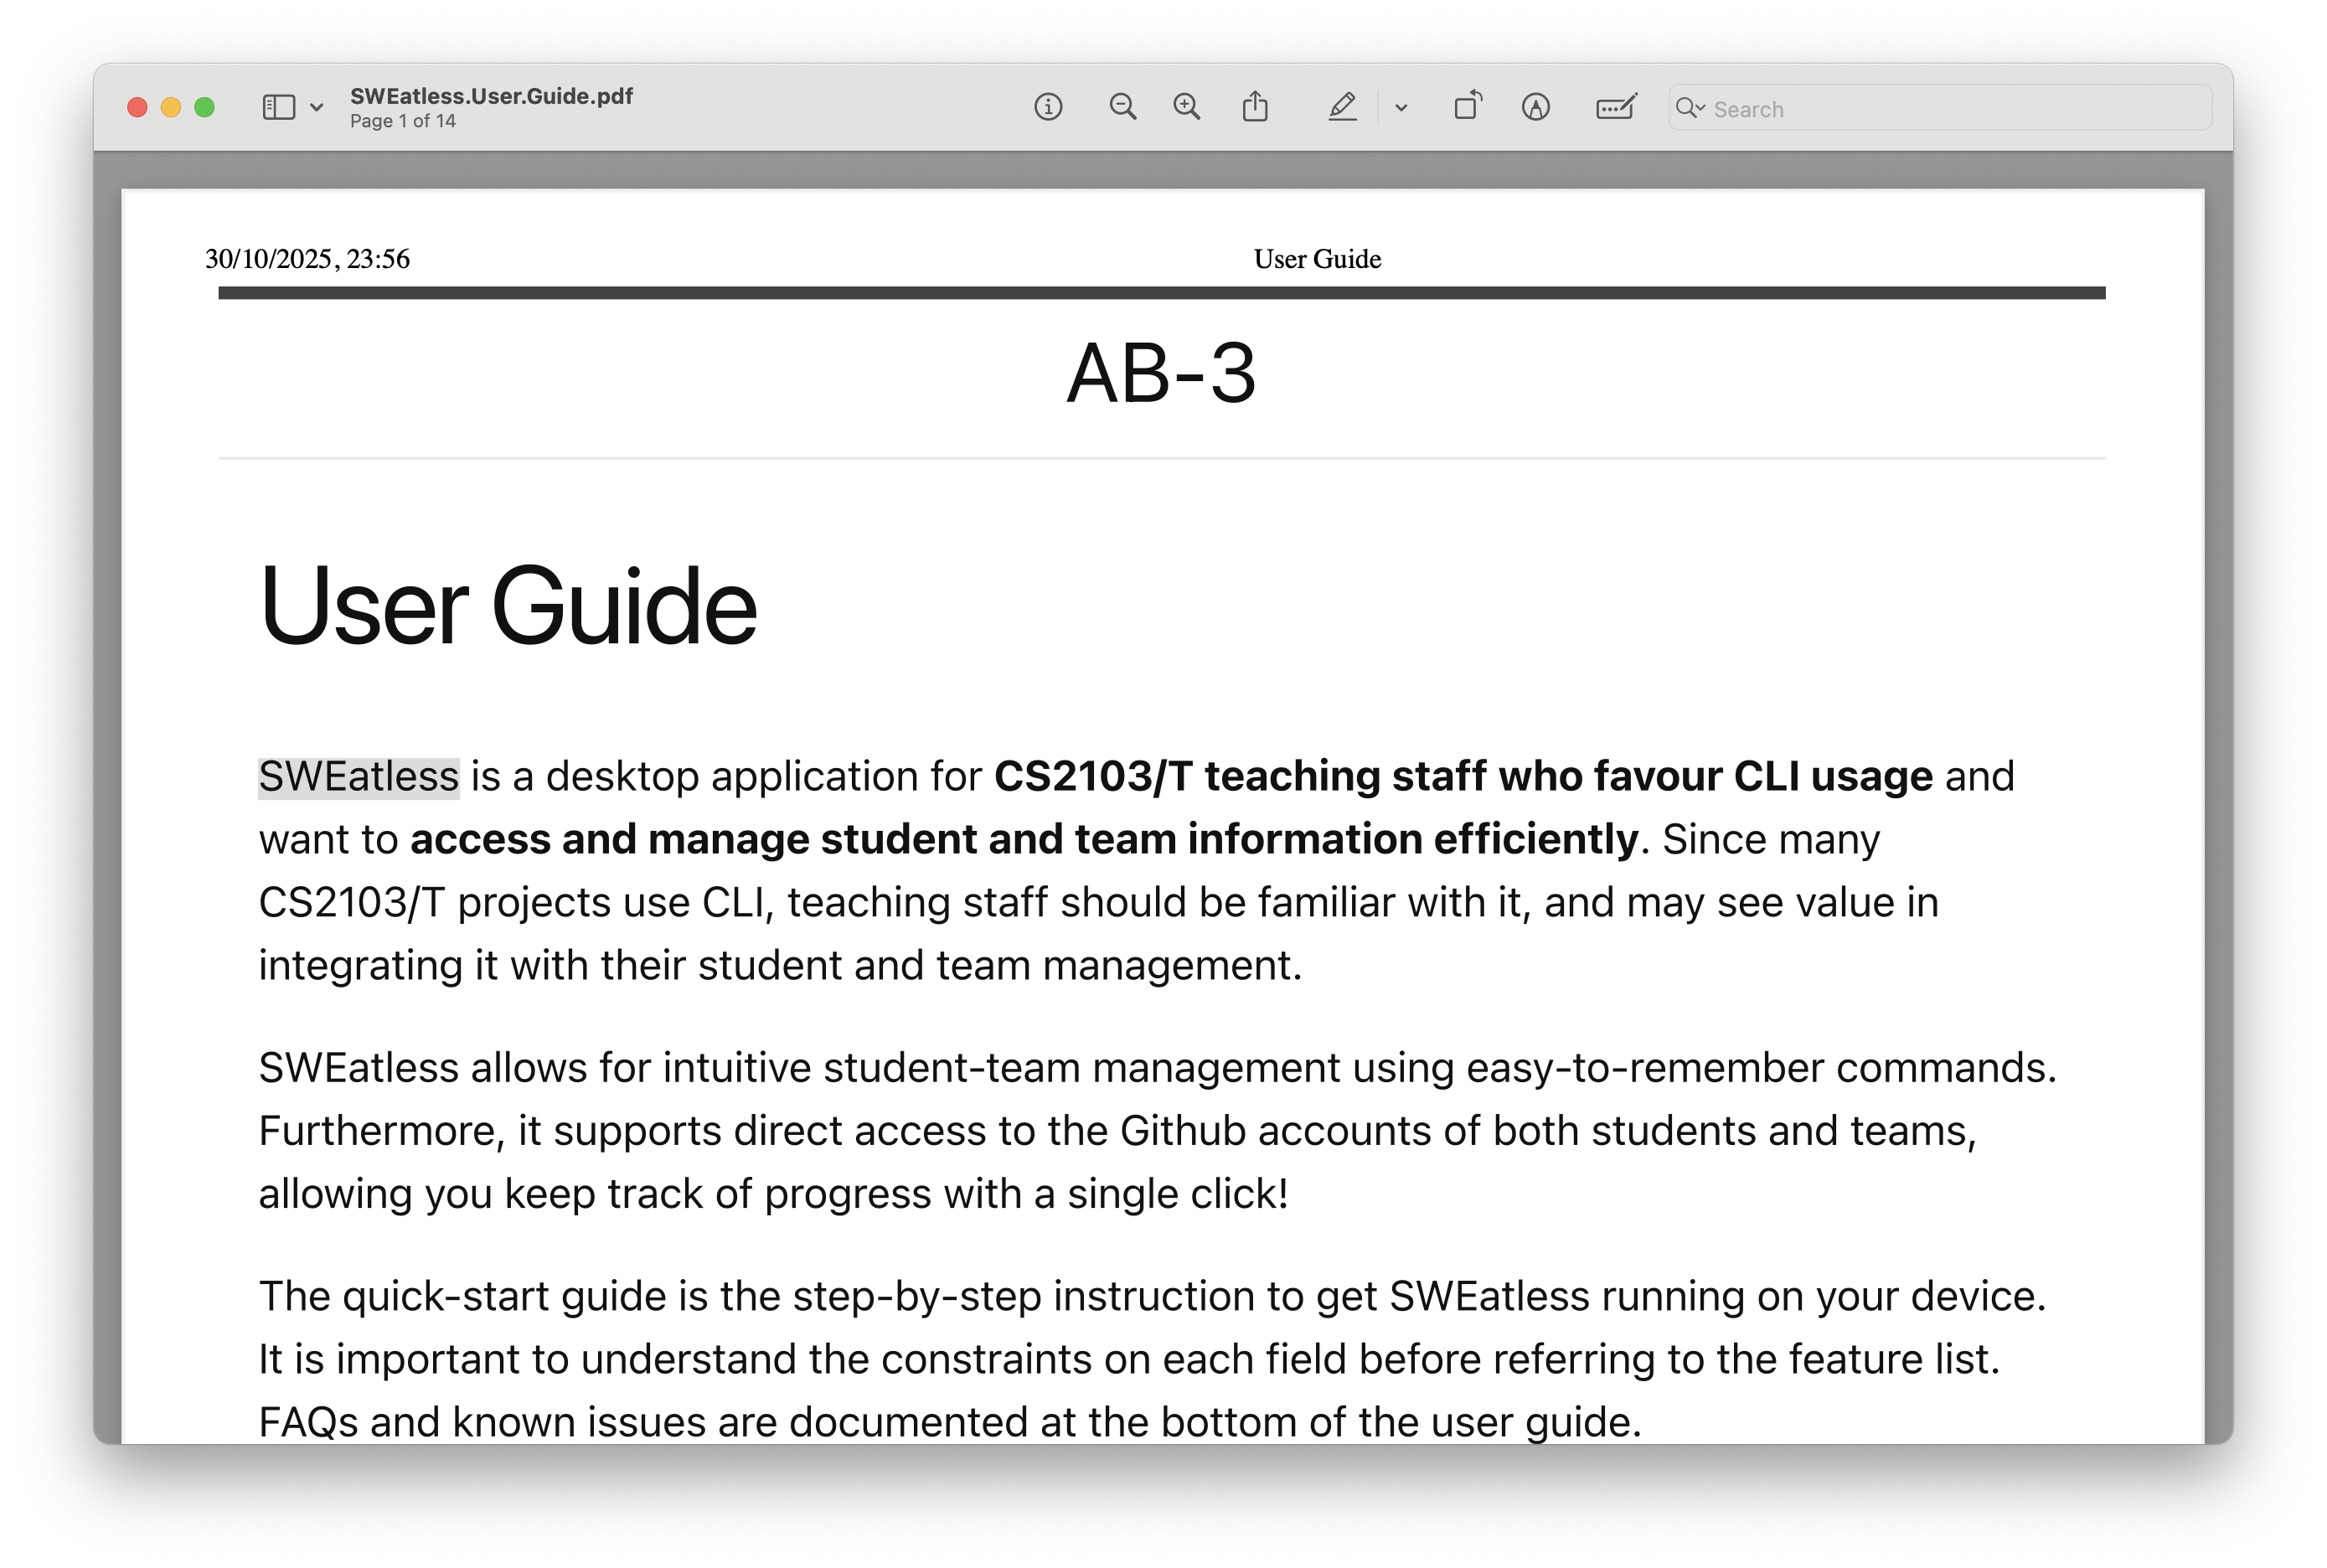 SWEatless.User.Guide.pdf
Page 1 of 14
Search
30/10/2025, 23:56
User Guide
AB-3
User Guide
SWEatless is a desktop application for CS2103/T teaching staff who favour CLI usage and
want to access and manage student and team information efficiently. Since many
CS2103/T projects use CLI, teaching staff should be familiar with it, and may see value in
integrating it with their student and team management.
SWEatless allows for intuitive student-team management using easy-to-remember commands.
Furthermore, it supports direct access to the Github accounts of both students and teams,
allowing you keep track of progress with a single click!
The quick-start guide is the step-by-step instruction to get SWEatless running on your device.
It is important to understand the constraints on each field before referring to the feature list.
FAQs and known issues are documented at the bottom of the user guide.